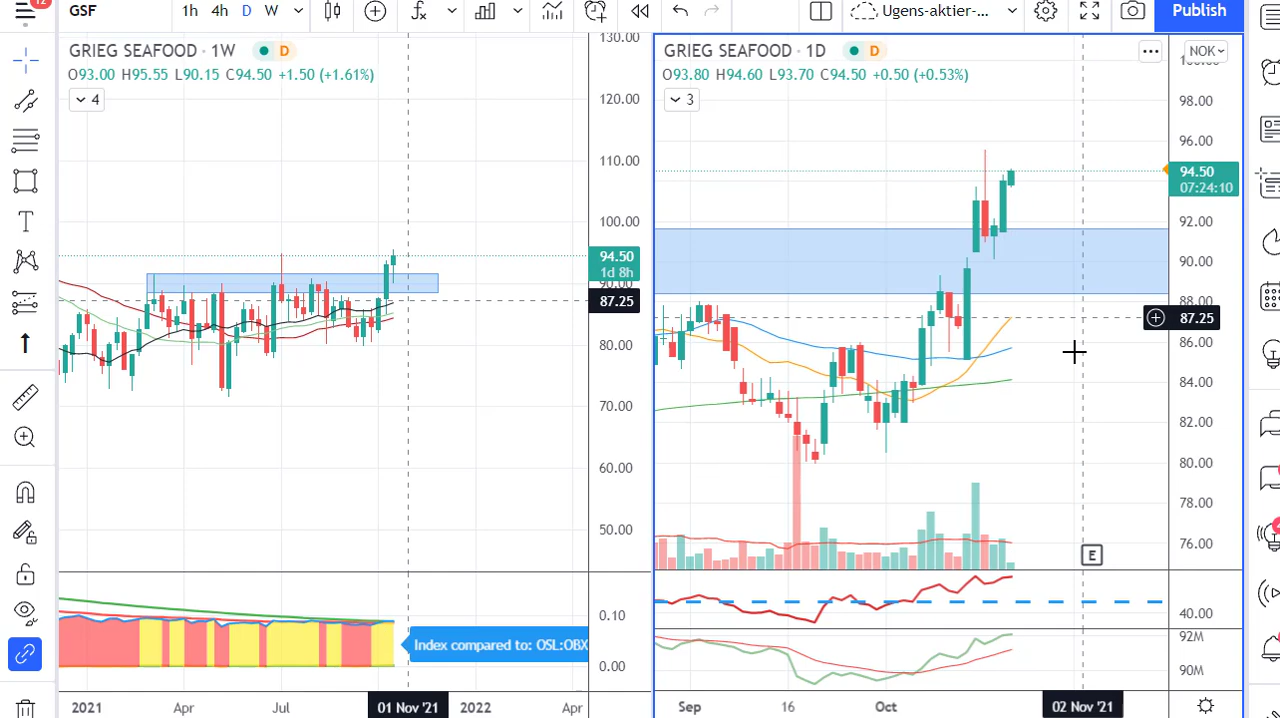 12
GSF
1h 4h D W
Ugens-aktier-...
Publish
GRIEG SEAFOOD · 1W D
O93.00 H95.55 L90.15 C94.50 +1.50 (+1.61%)
4
130.00
120.00
110.00
100.00
94.50
1d 8h
90.00
87.25
80.00
70.00
60.00
50.00
0.10
Index compared to: OSL:OBX
0.00
2021 Apr Jul 01 Nov '21 2022 Apr
GRIEG SEAFOOD · 1D D
NOK
O93.80 H94.60 L93.70 C94.50 +0.50 (+0.53%)
3
100.00
98.00
96.00
94.50
07:24:10
92.00
90.00
88.00
87.25
86.00
84.00
82.00
80.00
78.00
76.00
E
40.00
92M
90M
Sep 16 Oct 02 Nov '21